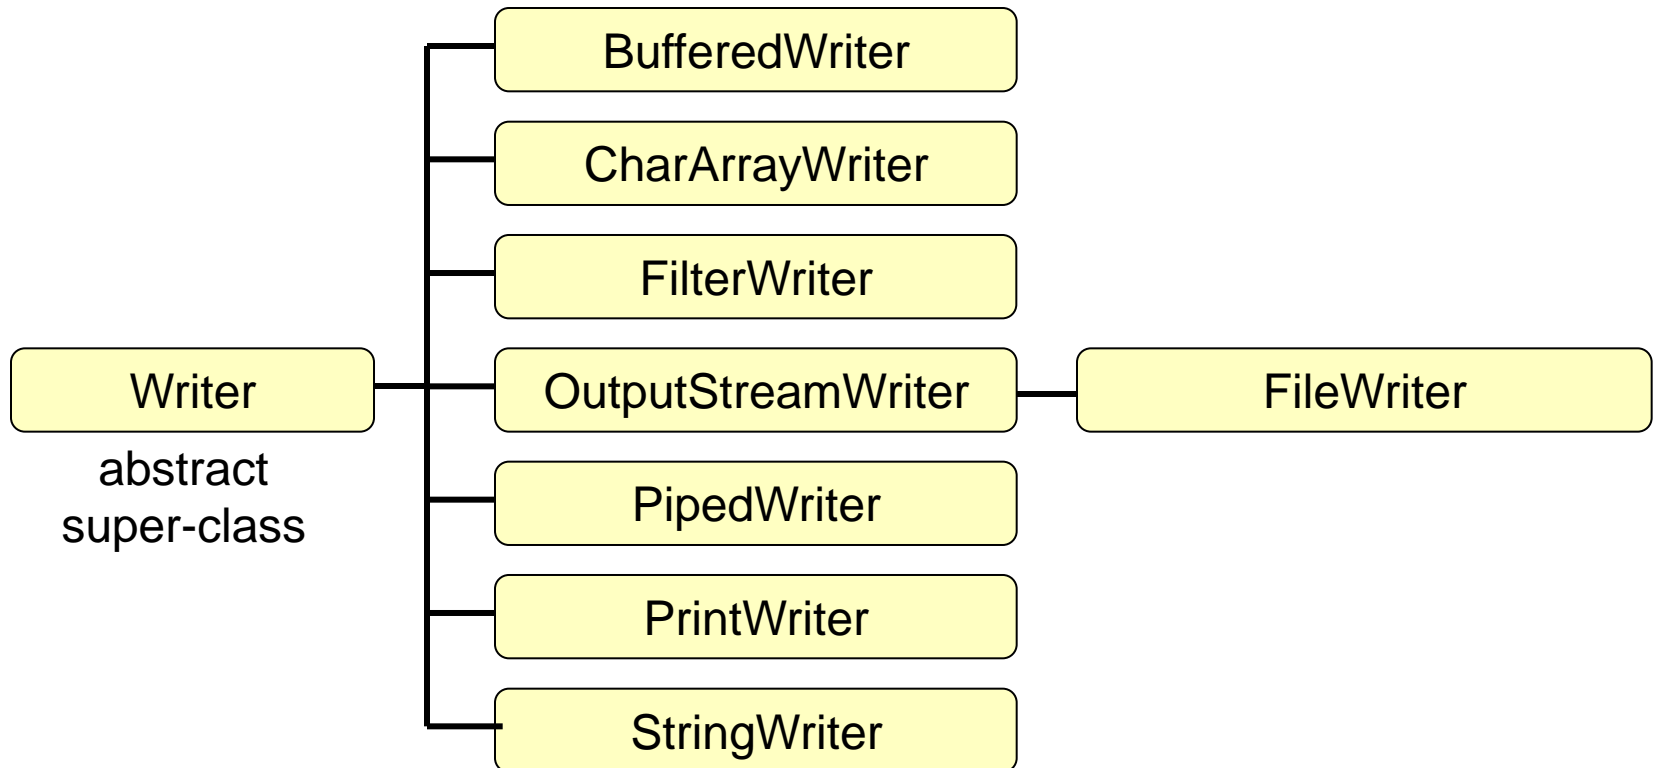 BufferedWriter
CharArrayWriter
FilterWriter
Writer
OutputStreamWriter
FileWriter
abstract
super-class
PipedWriter
PrintWriter
StringWriter